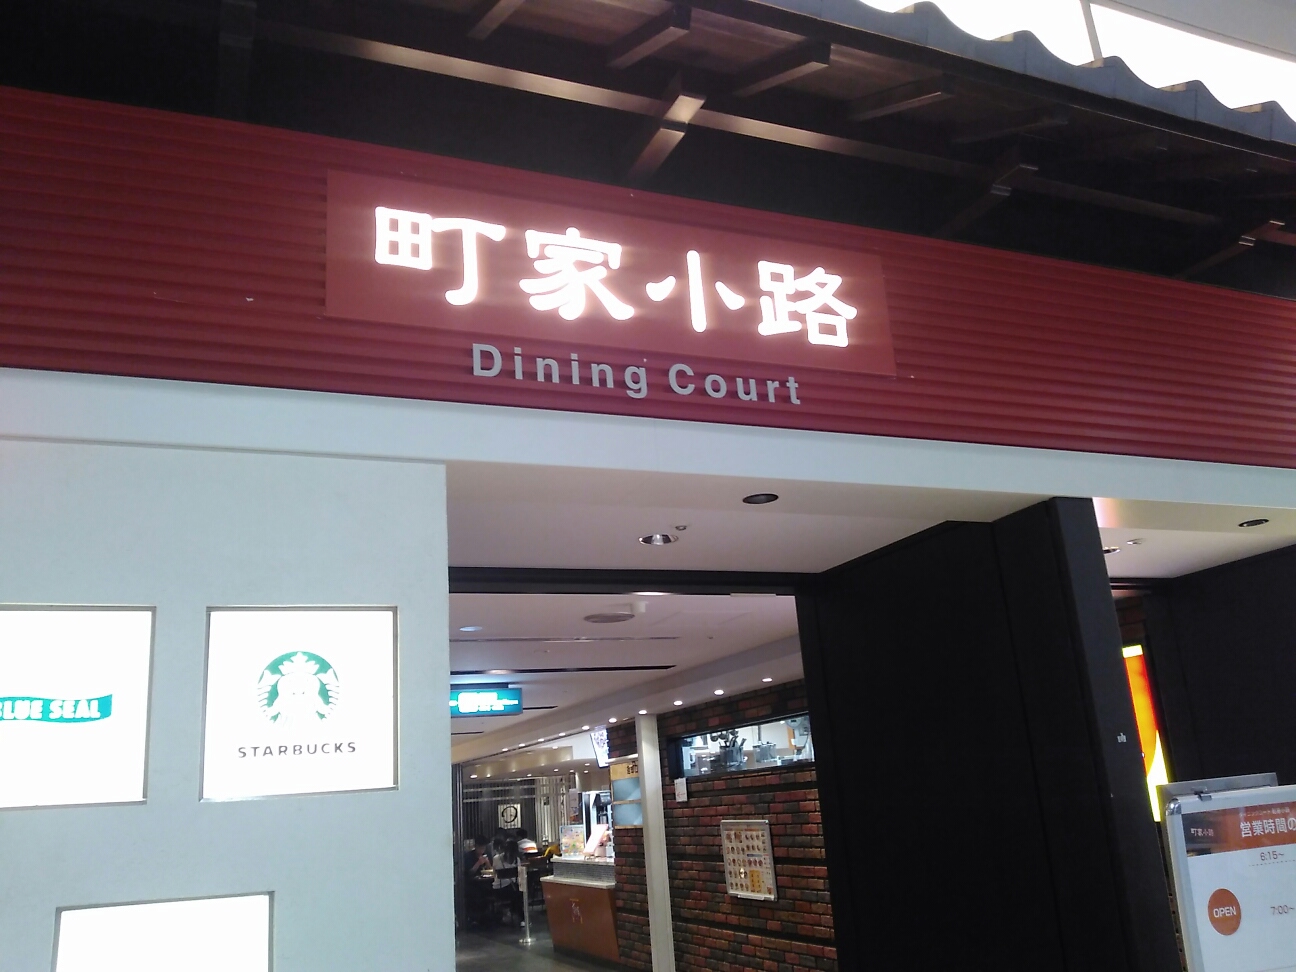 町家小路
Dining Court
BLUE SEAL
STARBUCKS
町家小路
営業時間の
6:15~
OPEN
7:00~